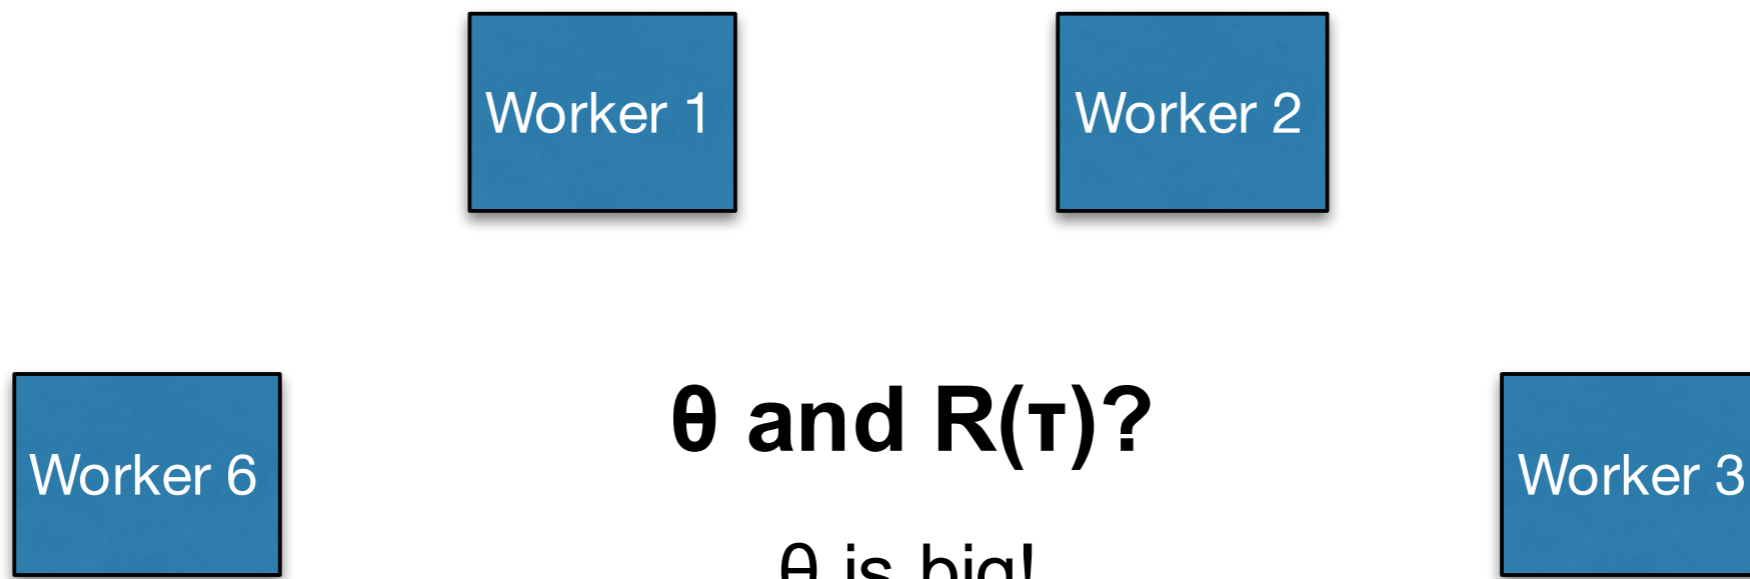 Worker 1
Worker 2
θ and R(τ)?
Worker 6
Worker 3
θ is big!